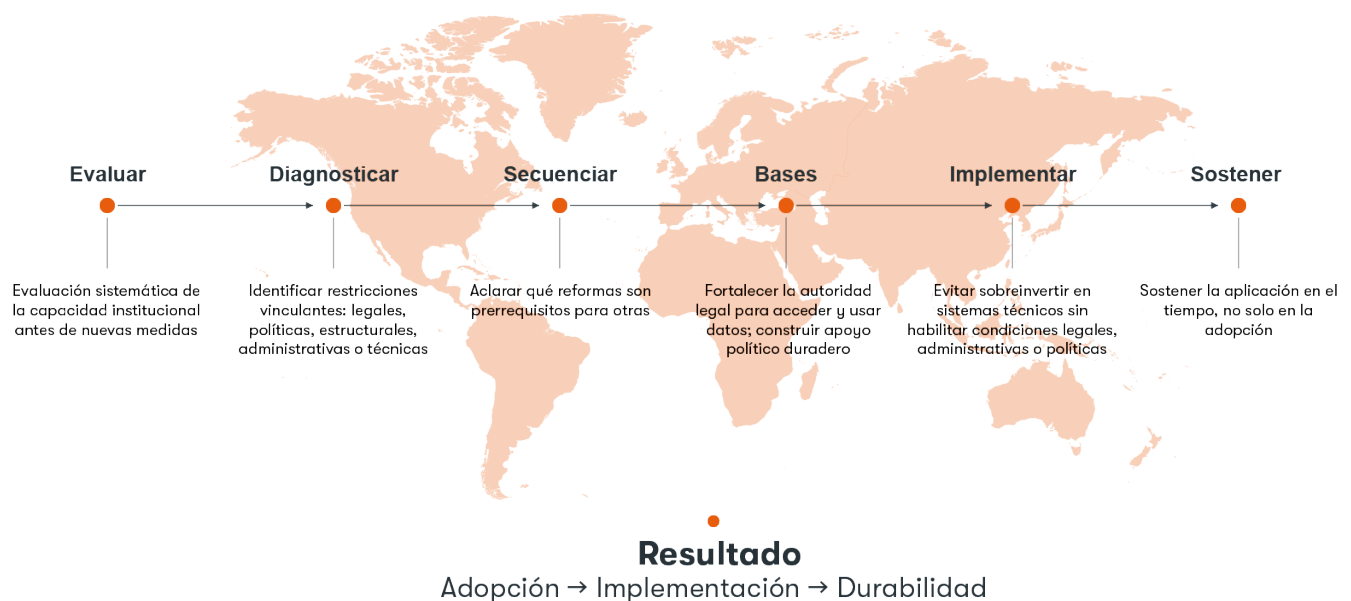 Evaluar
Diagnosticar
Secuenciar
Bases
Implementar
Sostener
Evaluación sistemática de
la capacidad institucional
antes de nuevas medidas
Identificar restricciones
vinculantes: legales,
políticas, estructurales,
administrativas o técnicas
Aclarar qué reformas son
prerrequisitos para otras
Fortalecer la autoridad
legal para acceder y usar
datos; construir apoyo
político duradero
Evitar sobreinvertir en
sistemas técnicos sin
habilitar condiciones legales,
administrativas o políticas
Sostener la aplicación en el
tiempo, no solo en la
adopción
Resultado
Adopción → Implementación → Durabilidad